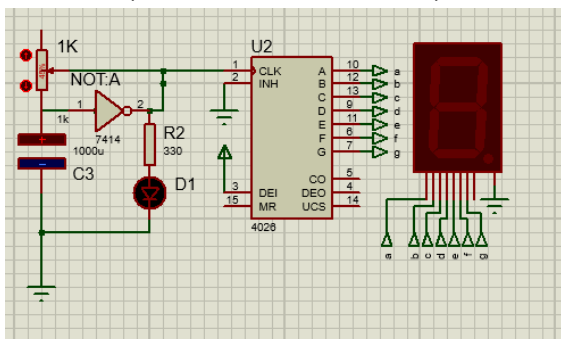 1K
NOT:A
1
2
1k
7414
1000u
C3
R2
330
D1
U2
1 CLK
2 INH
3 DEI
15 MR
A 10 a
B 12 b
C 13 c
D 9 d
E 11 e
F 6 f
G 7 g
CO 5
DEO 4
UCS 14
4026
a b c d e f g